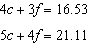 4c + 3f = 16.53
5c + 4f = 21.11